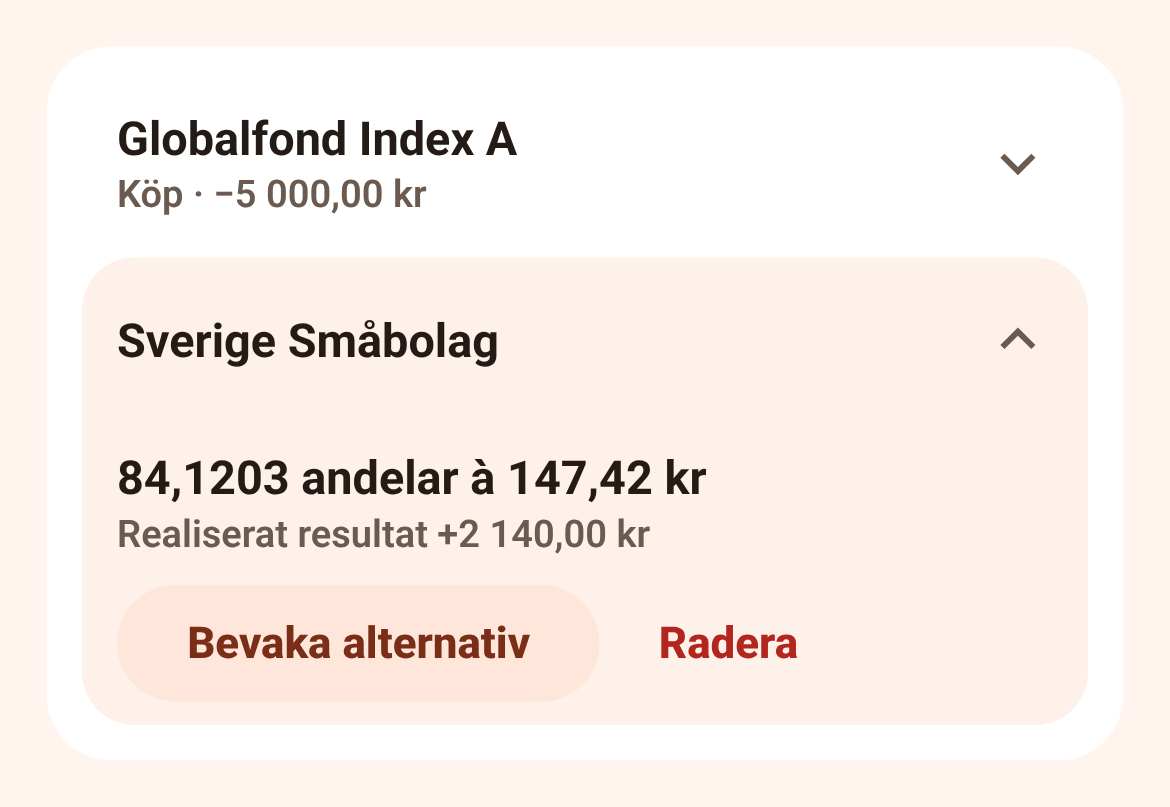 Globalfond Index A
Köp · −5 000,00 kr
Sverige Småbolag
84,1203 andelar à 147,42 kr
Realiserat resultat +2 140,00 kr
Bevaka alternativ
Radera